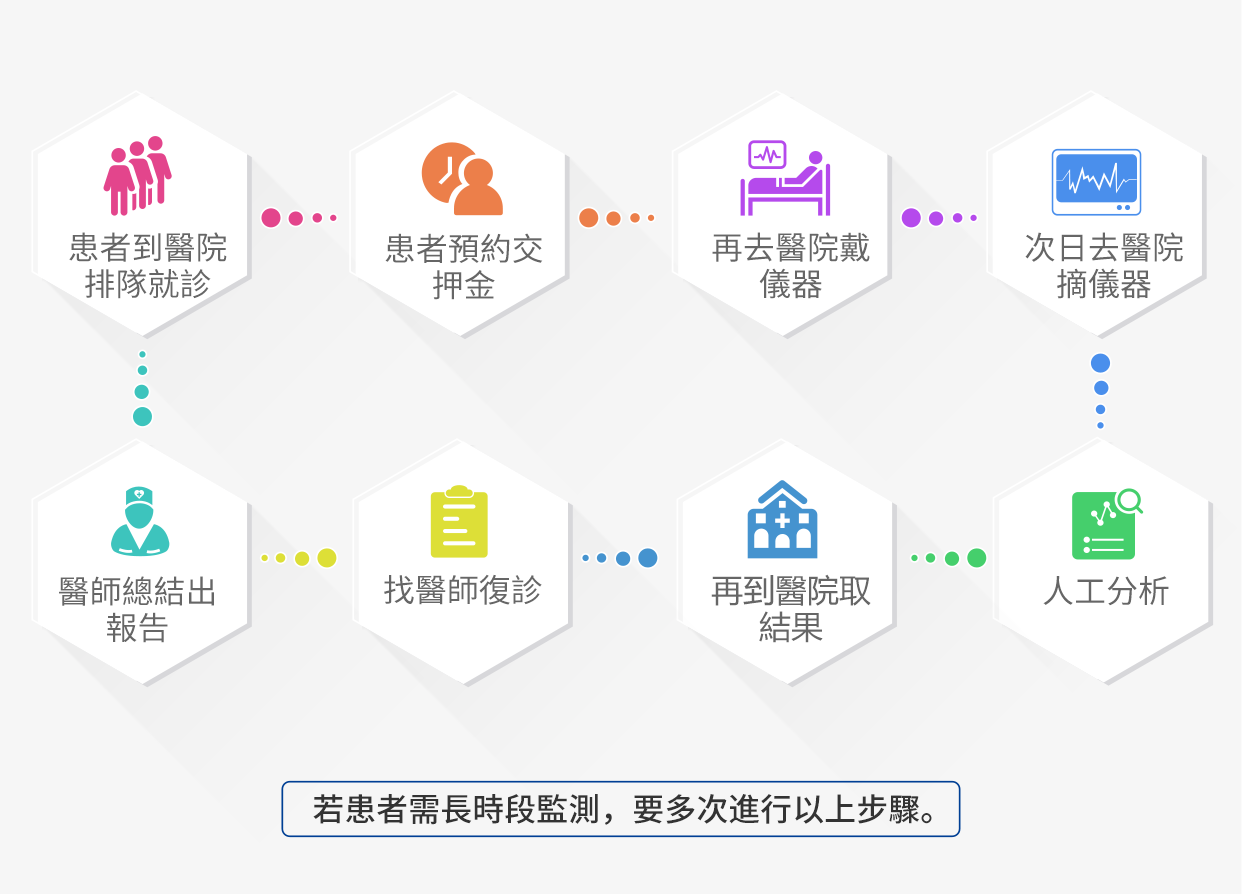 患者到醫院
排隊就診
患者預約交
押金
再去醫院戴
儀器
次日去醫院
摘儀器
人工分析
再到醫院取
結果
找醫師復診
醫師總結出
報告
若患者需長時段監測，要多次進行以上步驟。